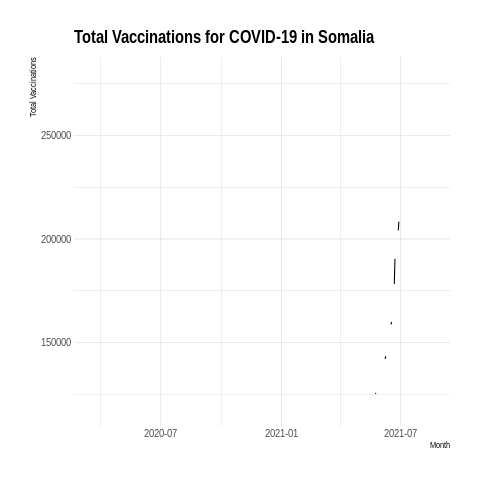 Total Vaccinations for COVID-19 in Somalia
Total Vaccinations
250000
200000
150000
2020-07
2021-01
2021-07
Month